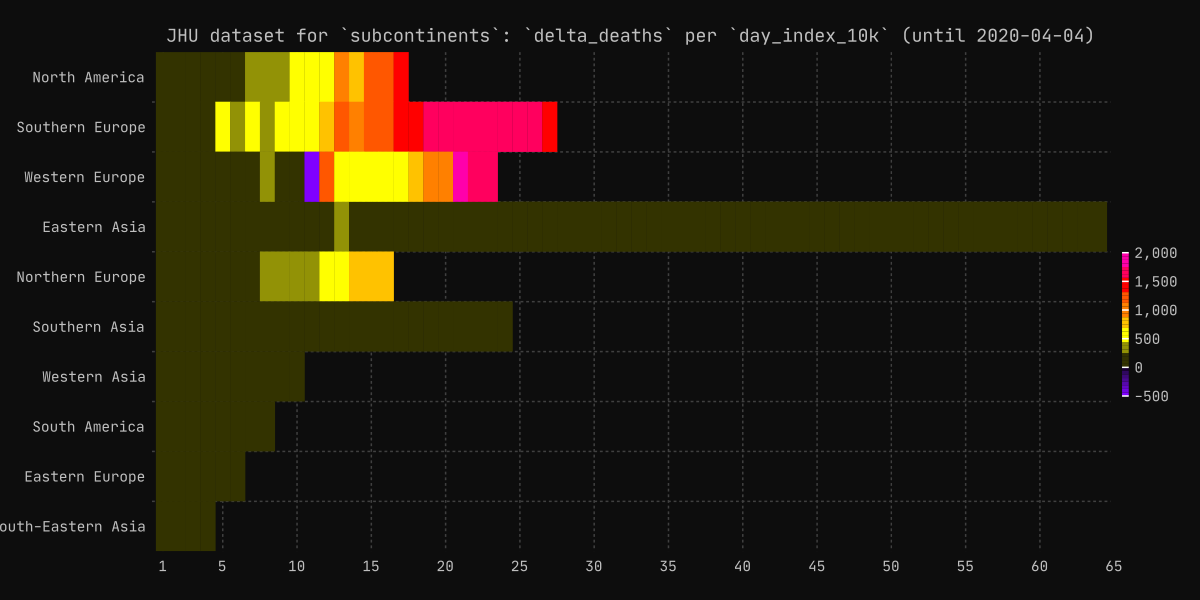 JHU dataset for `subcontinents`: `delta_deaths` per `day_index_10k` (until 2020-04-04)
North America
Southern Europe
Western Europe
Eastern Asia
Northern Europe
Southern Asia
Western Asia
South America
Eastern Europe
outh-Eastern Asia
1 5 10 15 20 25 30 35 40 45 50 55 60 65
2,000
1,500
1,000
500
0
-500